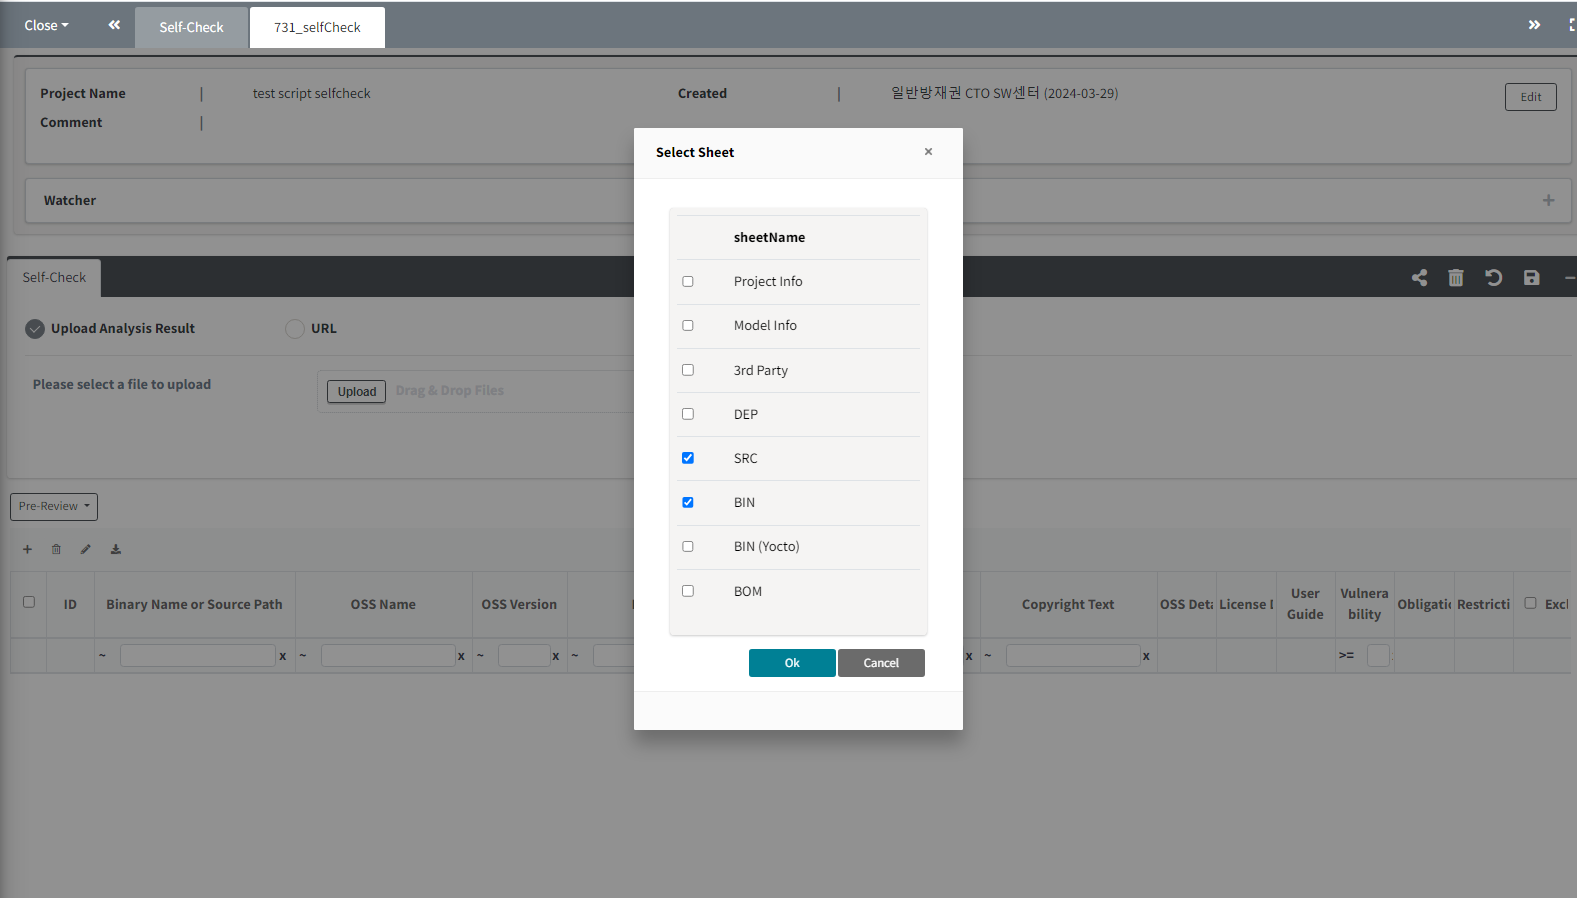 Close
Self-Check
731_selfCheck
Project Name | test script selfcheck
Created | 일반방재권 CTO SW센터 (2024-03-29)
Edit
Comment |
Watcher
Self-Check
Upload Analysis Result
URL
Please select a file to upload
Upload
Drag & Drop Files
Pre-Review
ID
Binary Name or Source Path
OSS Name
OSS Version
Copyright Text
OSS Deta
License D
User
Guide
Vulnera
bility
Obligatio
Restricti
Excl
~ x ~ x ~ x ~ x ~ x >=
Select Sheet
×
sheetName
Project Info
Model Info
3rd Party
DEP
SRC
BIN
BIN (Yocto)
BOM
Ok
Cancel